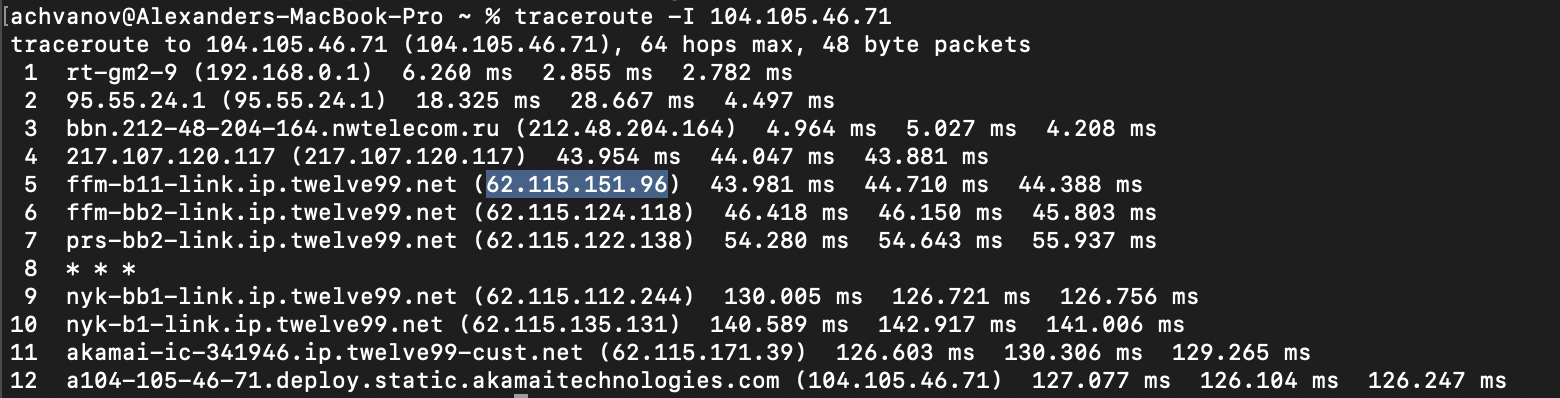 [achvanov@Alexanders-MacBook-Pro ~ % traceroute -I 104.105.46.71
traceroute to 104.105.46.71 (104.105.46.71), 64 hops max, 48 byte packets
1 rt-gm2-9 (192.168.0.1) 6.260 ms 2.855 ms 2.782 ms
2 95.55.24.1 (95.55.24.1) 18.325 ms 28.667 ms 4.497 ms
3 bbn.212-48-204-164.nwtelecom.ru (212.48.204.164) 4.964 ms 5.027 ms 4.208 ms
4 217.107.120.117 (217.107.120.117) 43.954 ms 44.047 ms 43.881 ms
5 ffm-b11-link.ip.twelve99.net (62.115.151.96) 43.981 ms 44.710 ms 44.388 ms
6 ffm-bb2-link.ip.twelve99.net (62.115.124.118) 46.418 ms 46.150 ms 45.803 ms
7 prs-bb2-link.ip.twelve99.net (62.115.122.138) 54.280 ms 54.643 ms 55.937 ms
8 * * *
9 nyk-bb1-link.ip.twelve99.net (62.115.112.244) 130.005 ms 126.721 ms 126.756 ms
10 nyk-b1-link.ip.twelve99.net (62.115.135.131) 140.589 ms 142.917 ms 141.006 ms
11 akamai-ic-341946.ip.twelve99-cust.net (62.115.171.39) 126.603 ms 130.306 ms 129.265 ms
12 a104-105-46-71.deploy.static.akamaitechnologies.com (104.105.46.71) 127.077 ms 126.104 ms 126.247 ms